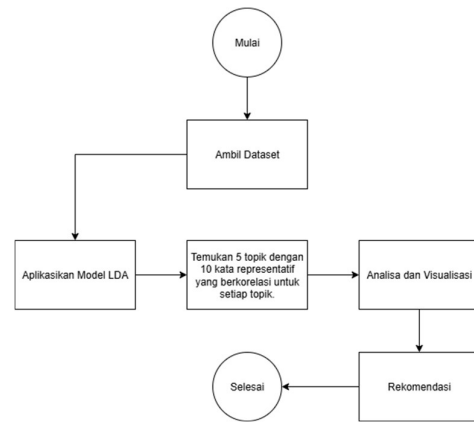 Mulai
Ambil Dataset
Aplikasikan Model LDA
Temukan 5 topik dengan
10 kata representatif
yang berkorelasi untuk
setiap topik.
Analisa dan Visualisasi
Selesai
Rekomendasi